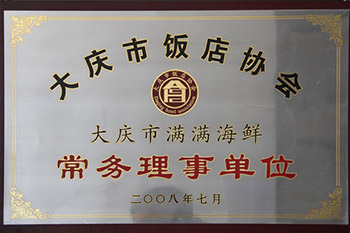 大庆市饭店协会
大庆市满满海鲜
常务理事单位
二〇〇八年七月